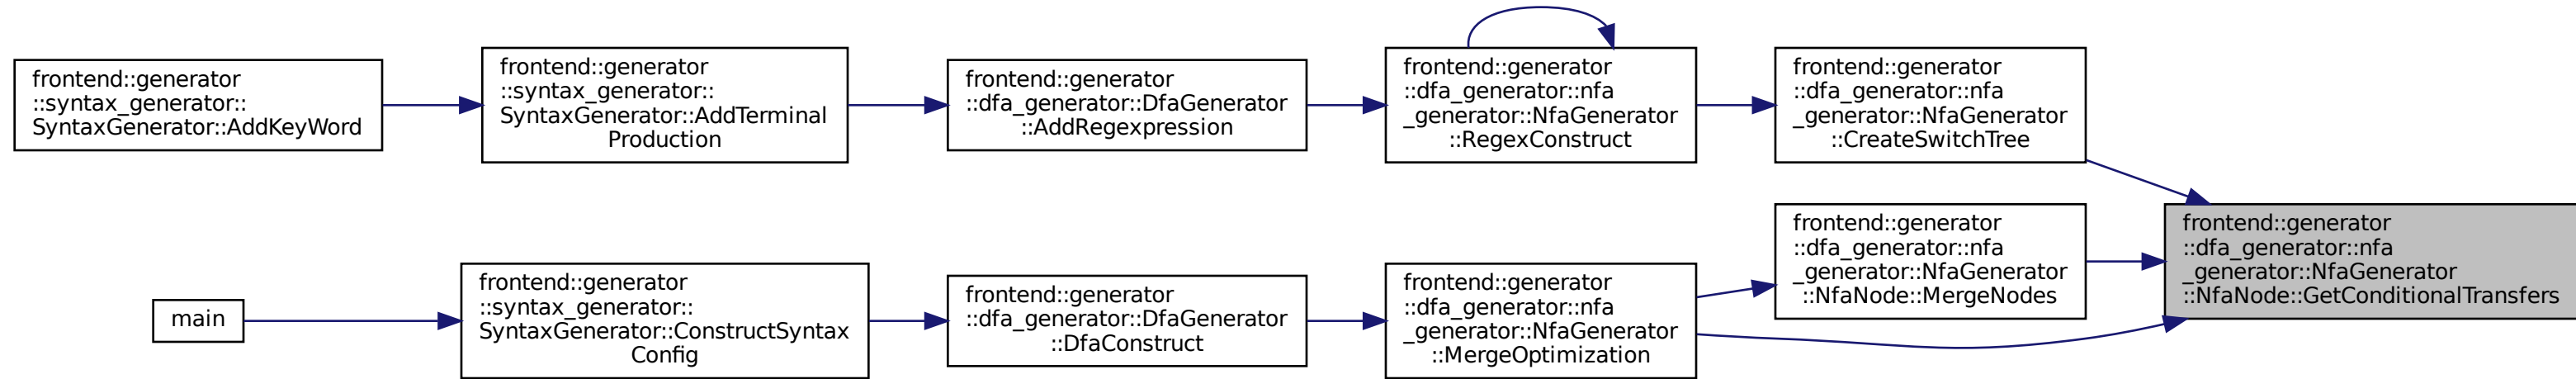 frontend::generator
::syntax_generator::
SyntaxGenerator::AddKeyWord
frontend::generator
::syntax_generator::
SyntaxGenerator::AddTerminal
Production
frontend::generator
::dfa_generator::DfaGenerator
::AddRegexpression
frontend::generator
::dfa_generator::nfa
_generator::NfaGenerator
::RegexConstruct
frontend::generator
::dfa_generator::nfa
_generator::NfaGenerator
::CreateSwitchTree
frontend::generator
::dfa_generator::nfa
_generator::NfaGenerator
::NfaNode::MergeNodes
frontend::generator
::dfa_generator::nfa
_generator::NfaGenerator
::NfaNode::GetConditionalTransfers
main
frontend::generator
::syntax_generator::
SyntaxGenerator::ConstructSyntax
Config
frontend::generator
::dfa_generator::DfaGenerator
::DfaConstruct
frontend::generator
::dfa_generator::nfa
_generator::NfaGenerator
::MergeOptimization